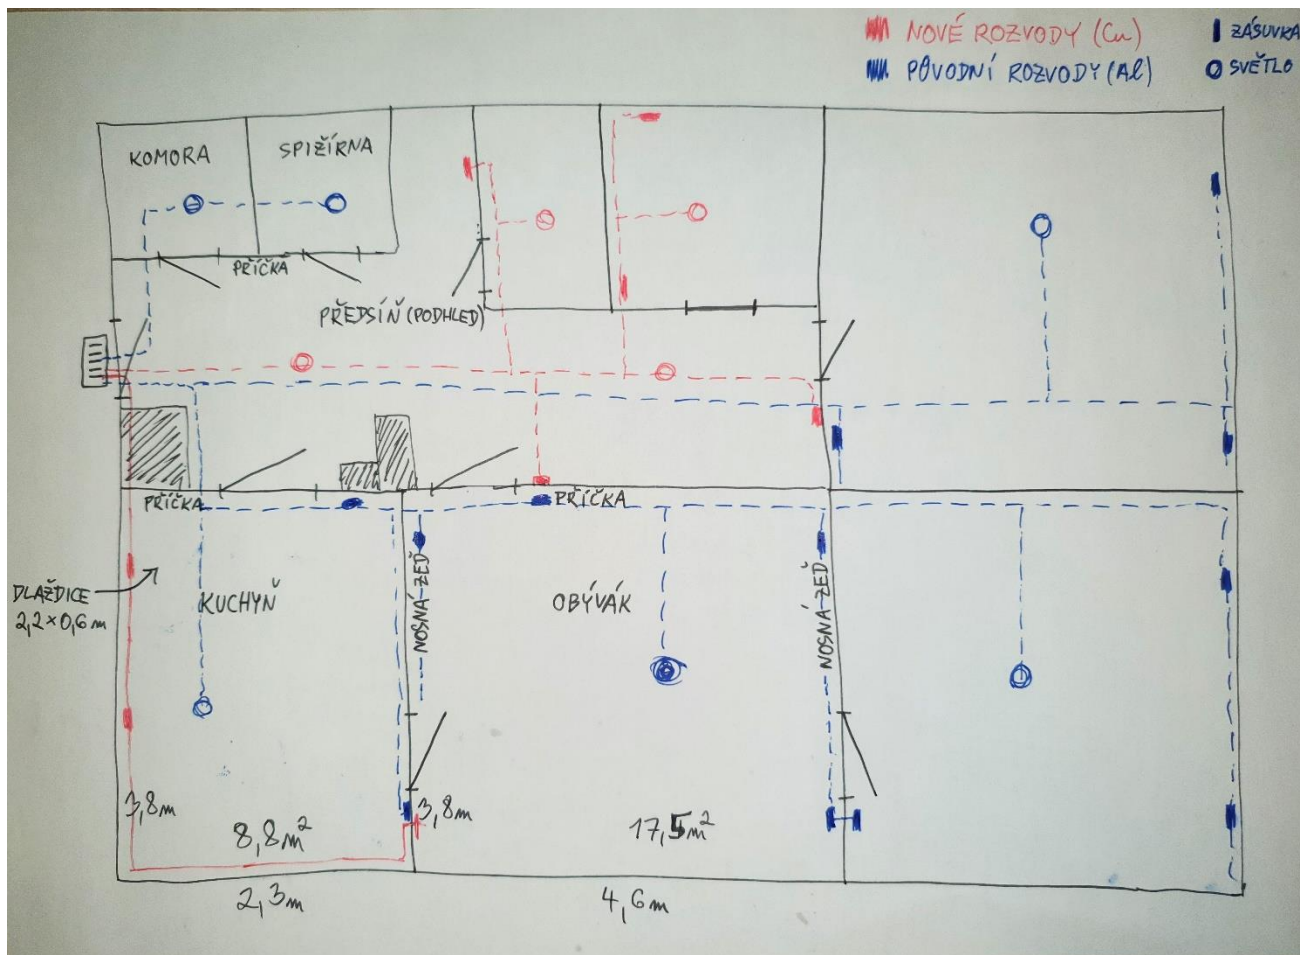 NOVÉ ROZVODY (Cu)
PŮVODNÍ ROZVODY (Al)
ZÁSUVKA
SVĚTLO
KOMORA
SPIŽÍRNA
PŘÍČKA
PŘEDSÍŇ (PODHLED)
PŘÍČKA
PŘÍČKA
DLAŽDICE
2,2×0,6m
KUCHYŇ
NOSNÁ ZEĎ
OBÝVÁK
NOSNÁ ZEĎ
3,8m
8,8m²
3,8m
17,5m²
2,3m
4,6m